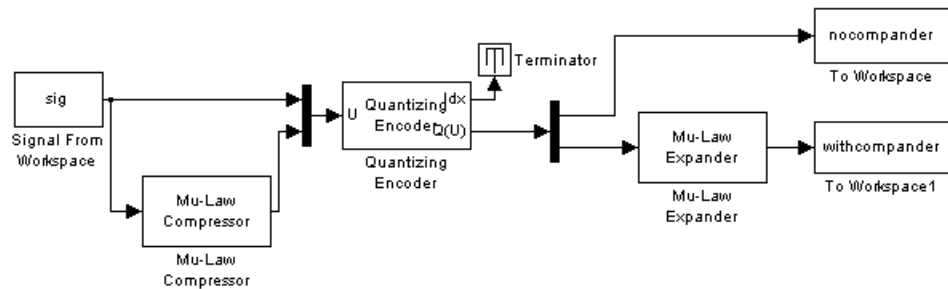 sig
Signal From
Workspace
Mu-Law
Compressor
Mu-Law
Compressor
U
Quantizing
Encoder
Idx
Q(U)
Quantizing
Encoder
Terminator
Mu-Law
Expander
Mu-Law
Expander
nocompander
To Workspace
withcompander
To Workspace1